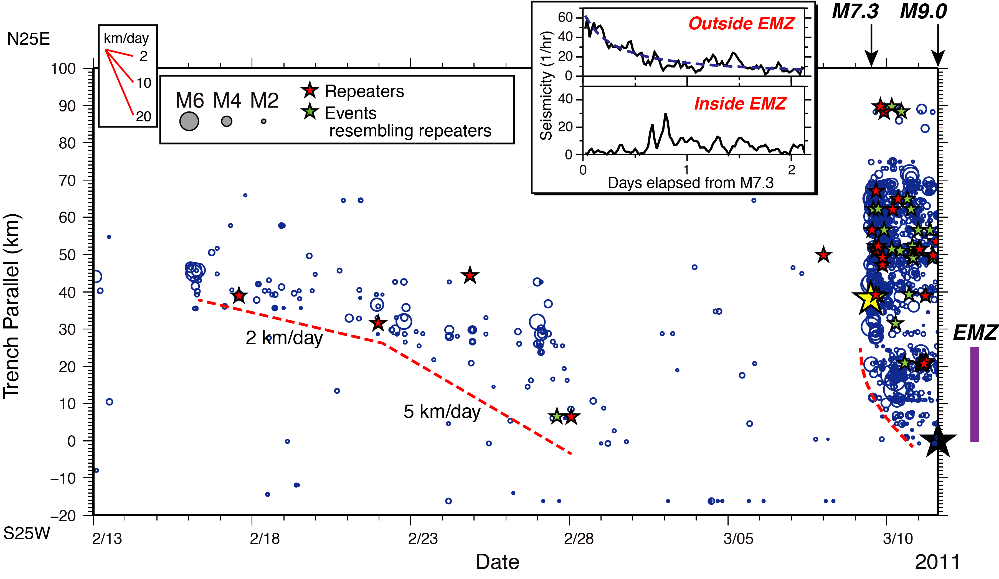 M7.3 M9.0
N25E
km/day
2
10
20
M6 M4 M2
Repeaters
Events
resembling repeaters
Seismicity (1/hr)
60
40
20
0
Outside EMZ
40
20
0
Inside EMZ
0 1 2
Days elapsed from M7.3
Trench Parallel (km)
100
90
80
70
60
50
40
30
20
10
0
−10
−20
2 km/day
5 km/day
EMZ
S25W
2/13 2/18 2/23 2/28 3/05 3/10
Date
2011